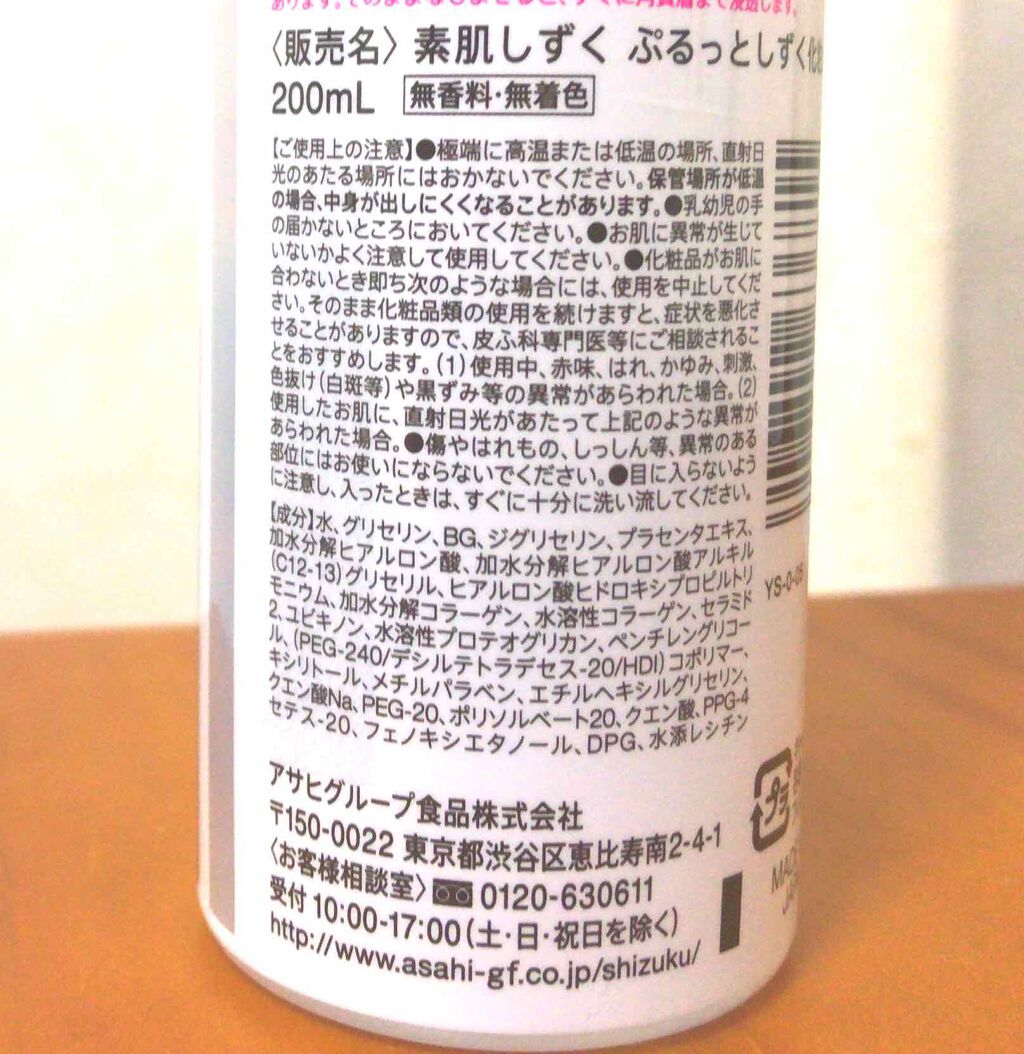 あります。そのままなじませると、すぐに角質層まで浸透します。
〈販売名〉 素肌しずく ぷるっとしずく化
200mL 無香料・無着色
【ご使用上の注意】●極端に高温または低温の場所、直射日
光のあたる場所にはおかないでください。保管場所が低温
の場合、中身が出しにくくなることがあります。●乳幼児の手
の届かないところにおいてください。●お肌に異常が生じて
いないかよく注意して使用してください。●化粧品がお肌に
合わないとき即ち次のような場合には、使用を中止してくだ
さい。そのまま化粧品類の使用を続けますと、症状を悪化さ
せることがありますので、皮ふ科専門医等にご相談されるこ
とをおすすめします。(1)使用中、赤味、はれ、かゆみ、刺激、
色抜け(白斑等)や黒ずみ等の異常があらわれた場合。(2)
使用したお肌に、直射日光があたって上記のような異常が
あらわれた場合。●傷やはれもの、しっしん等、異常のある
部位にはお使いにならないでください。●目に入らないよう
に注意し、入ったときは、すぐに十分に洗い流してください。
【成分】水、グリセリン、BG、ジグリセリン、プラセンタエキス、
加水分解ヒアルロン酸、加水分解ヒアルロン酸アルキル
(C12-13)グリセリル、ヒアルロン酸ヒドロキシプロピルトリ
モニウム、加水分解コラーゲン、水溶性コラーゲン、セラミド
2、ユビキノン、水溶性プロテオグリカン、ペンチレングリコー
ル、(PEG-240/デシルテトラデセス-20/HDI)コポリマー、
キシリトール、メチルパラベン、エチルヘキシルグリセリン、
クエン酸Na、PEG-20、ポリソルベート20、クエン酸、PPG-4
セテス-20、フェノキシエタノール、DPG、水添レシチン
YS-0-05
アサヒグループ食品株式会社
〒150-0022 東京都渋谷区恵比寿南2-4-1
〈お客様相談室〉 0120-630611
受付 10:00-17:00(土・日・祝日を除く)
http://www.asahi-gf.co.jp/shizuku/
プラ